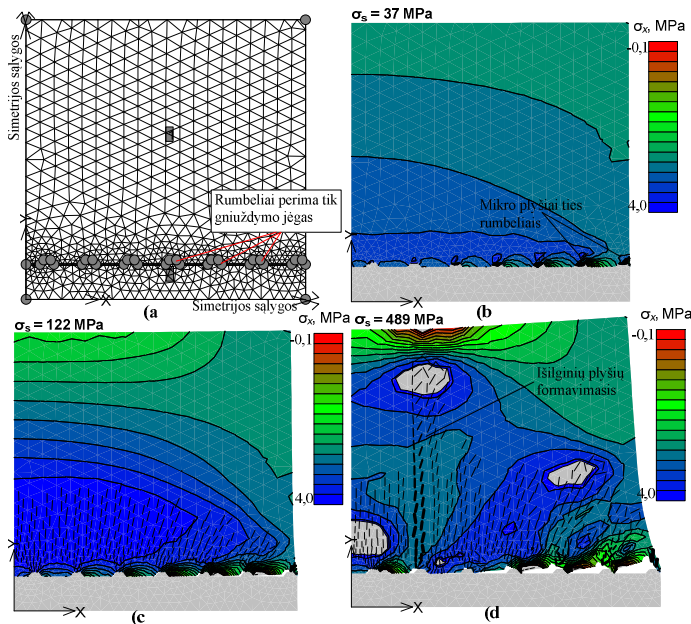 Simetrijos sąlygos
Rumbeliai perima tik
gniuždymo jėgas
Y
X
Simetrijos sąlygos
(a
σs = 37 MPa
σx, MPa
-0,1
4,0
Mikro plyšiai ties
rumbeliais
Y
X
(b)
σs = 122 MPa
σx, MPa
-0,1
4,0
Y
X
(c)
σs = 489 MPa
σx, MPa
-0,1
4,0
Išilginių plyšių
formavimasis
Y
X
(d)